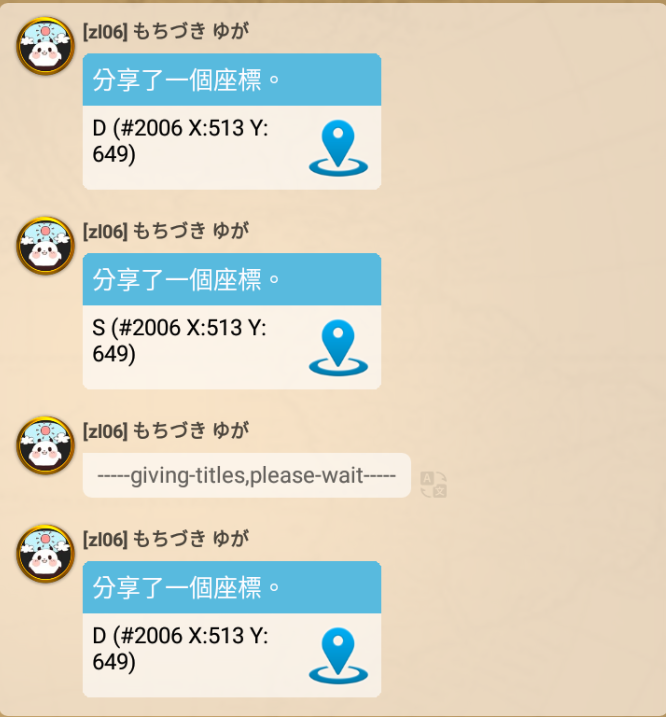 [zl06] もちづき ゆが
分享了一個座標。
D (#2006 X:513 Y:
649)
[zl06] もちづき ゆが
分享了一個座標。
S (#2006 X:513 Y:
649)
[zl06] もちづき ゆが
-----giving-titles,please-wait-----
[zl06] もちづき ゆが
分享了一個座標。
D (#2006 X:513 Y:
649)